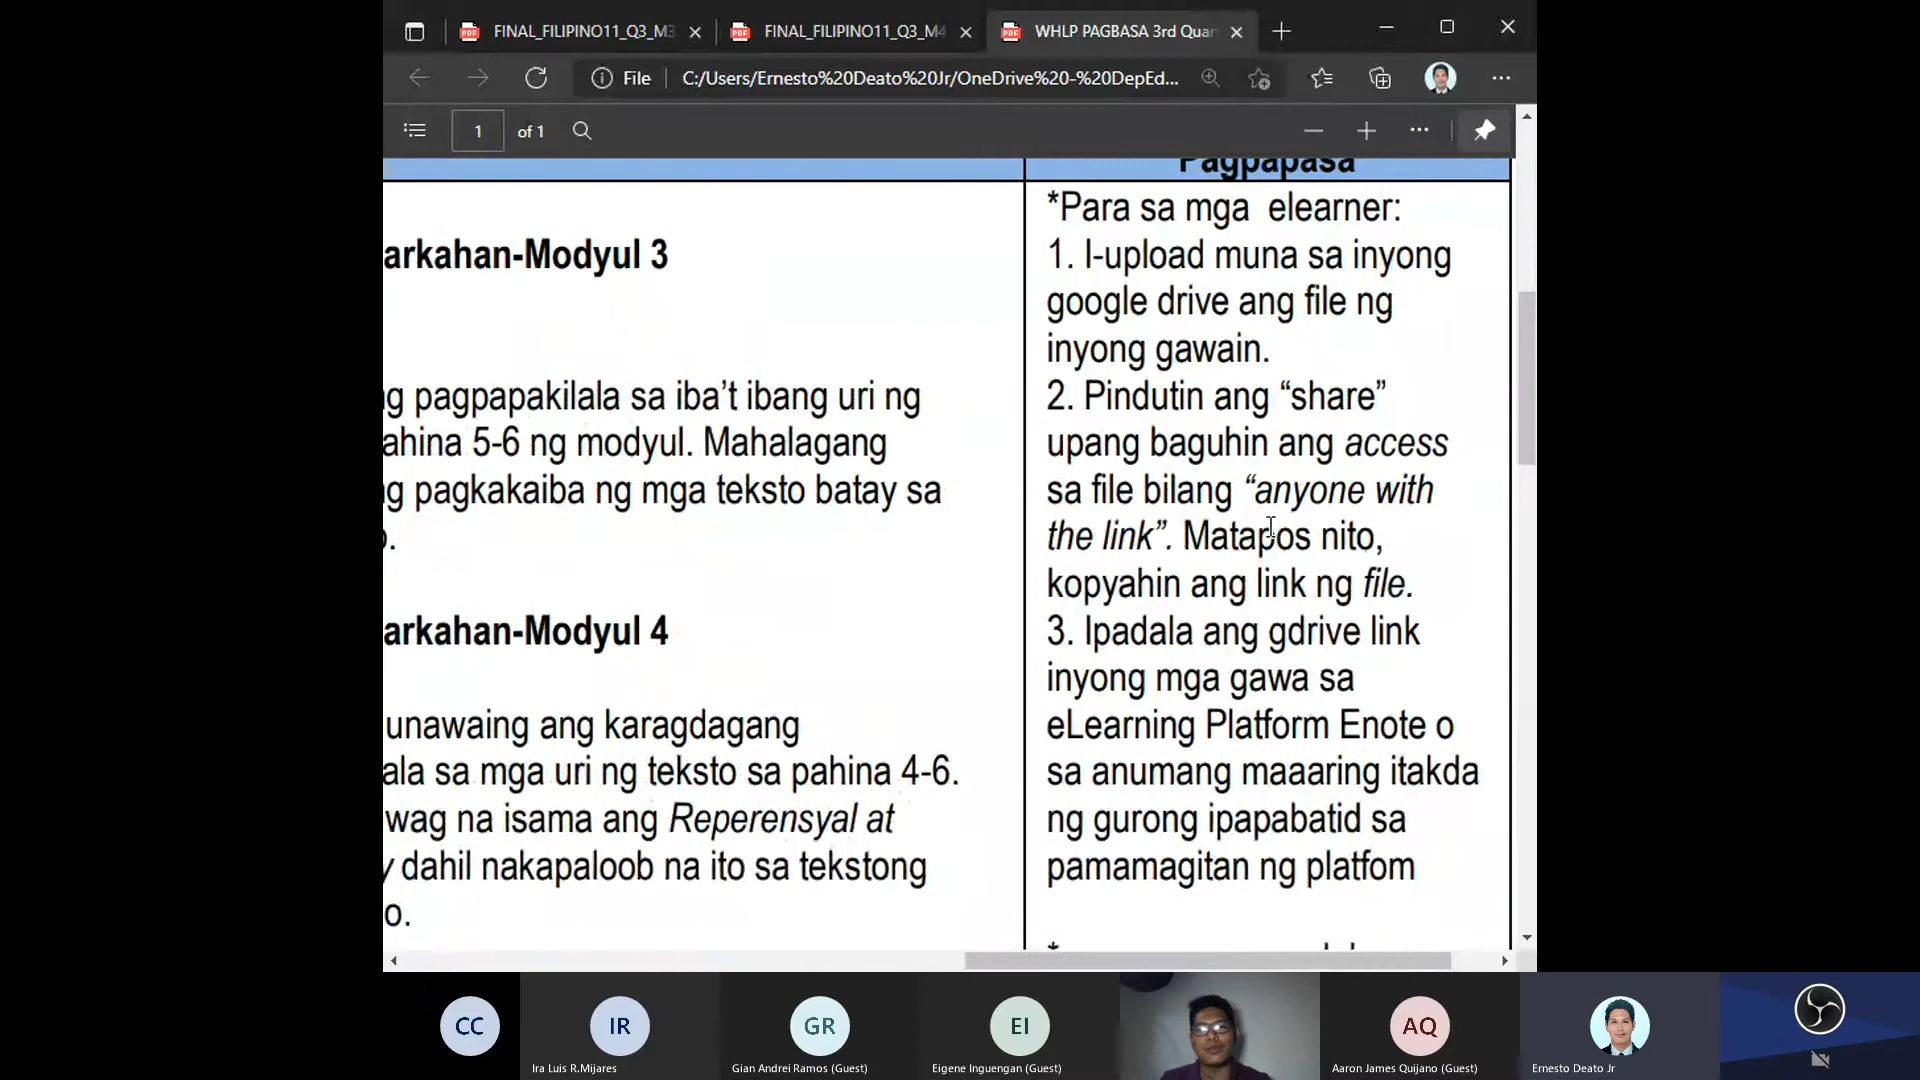 FINAL_FILIPINO11_Q3_M3
FINAL_FILIPINO11_Q3_M4
WHLP PAGBASA 3rd Quar
File
C:/Users/Ernesto%20Deato%20Jr/OneDrive%20-%20DepEd...
1 of 1
Pagpapasa
arkahan-Modyul 3
g pagpapakilala sa iba't ibang uri ng
ahina 5-6 ng modyul. Mahalagang
g pagkakaiba ng mga teksto batay sa
o.
arkahan-Modyul 4
unawaing ang karagdagang
ala sa mga uri ng teksto sa pahina 4-6.
wag na isama ang Reperensyal at
y dahil nakapaloob na ito sa tekstong
o.
*Para sa mga elearner:
1. I-upload muna sa inyong
google drive ang file ng
inyong gawain.
2. Pindutin ang “share”
upang baguhin ang access
sa file bilang “anyone with
the link”. Matapos nito,
kopyahin ang link ng file.
3. Ipadala ang gdrive link
inyong mga gawa sa
eLearning Platform Enote o
sa anumang maaaring itakda
ng gurong ipapabatid sa
pamamagitan ng platfom
CC
IR
GR
EI
AQ
Ira Luis R.Mijares
Gian Andrei Ramos (Guest)
Eigene Inguengan (Guest)
Aaron James Quijano (Guest)
Ernesto Deato Jr